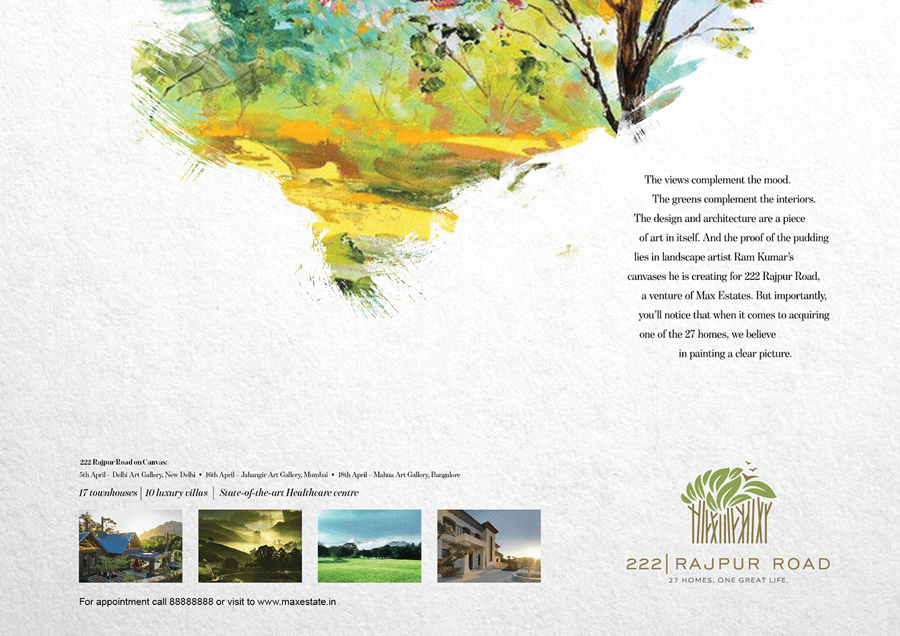 The views complement the mood.
The greens complement the interiors.
The design and architecture are a piece
of art in itself. And the proof of the pudding
lies in landscape artist Ram Kumar's
canvases he is creating for 222 Rajpur Road,
a venture of Max Estates. But importantly,
you'll notice that when it comes to acquiring
one of the 27 homes, we believe
in painting a clear picture.
222 Rajpur Road on Canvas:
5th April – Delhi Art Gallery, New Delhi • 16th April – Jahangir Art Gallery, Mumbai • 18th April – Mahua Art Gallery, Bangalore
17 townhouses | 10 luxury villas | State-of-the-art Healthcare centre
For appointment call 88888888 or visit to www.maxestate.in
222 | RAJPUR ROAD
27 HOMES. ONE GREAT LIFE.